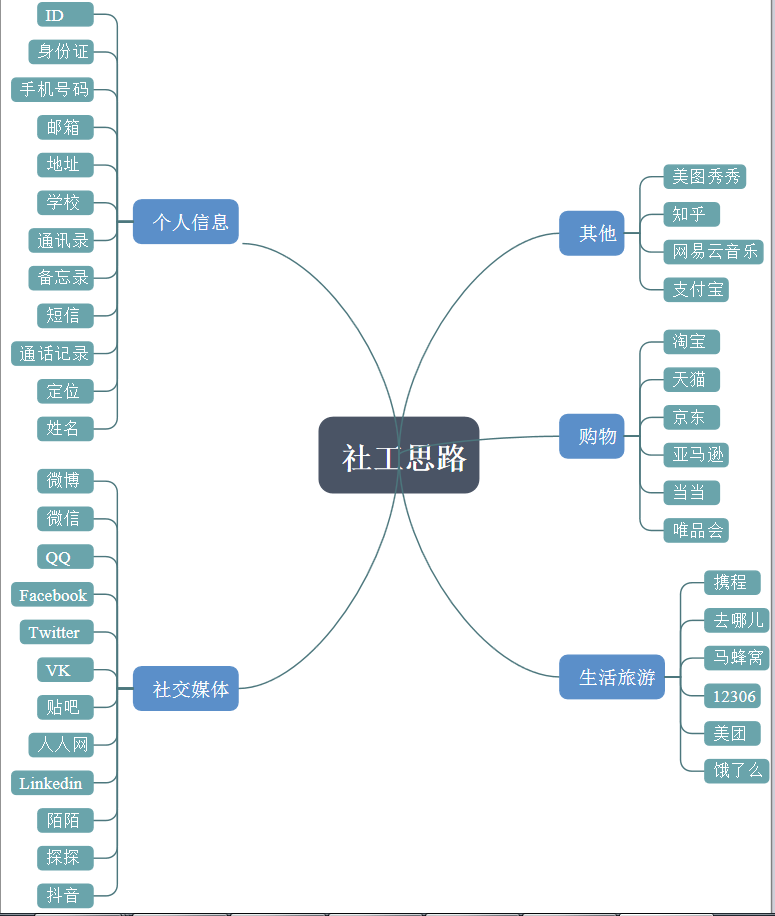 社工思路
个人信息
ID
身份证
手机号码
邮箱
地址
学校
通讯录
备忘录
短信
通话记录
定位
姓名
社交媒体
微博
微信
QQ
Facebook
Twitter
VK
贴吧
人人网
Linkedin
陌陌
探探
抖音
其他
美图秀秀
知乎
网易云音乐
支付宝
购物
淘宝
天猫
京东
亚马逊
当当
唯品会
生活旅游
携程
去哪儿
马蜂窝
12306
美团
饿了么